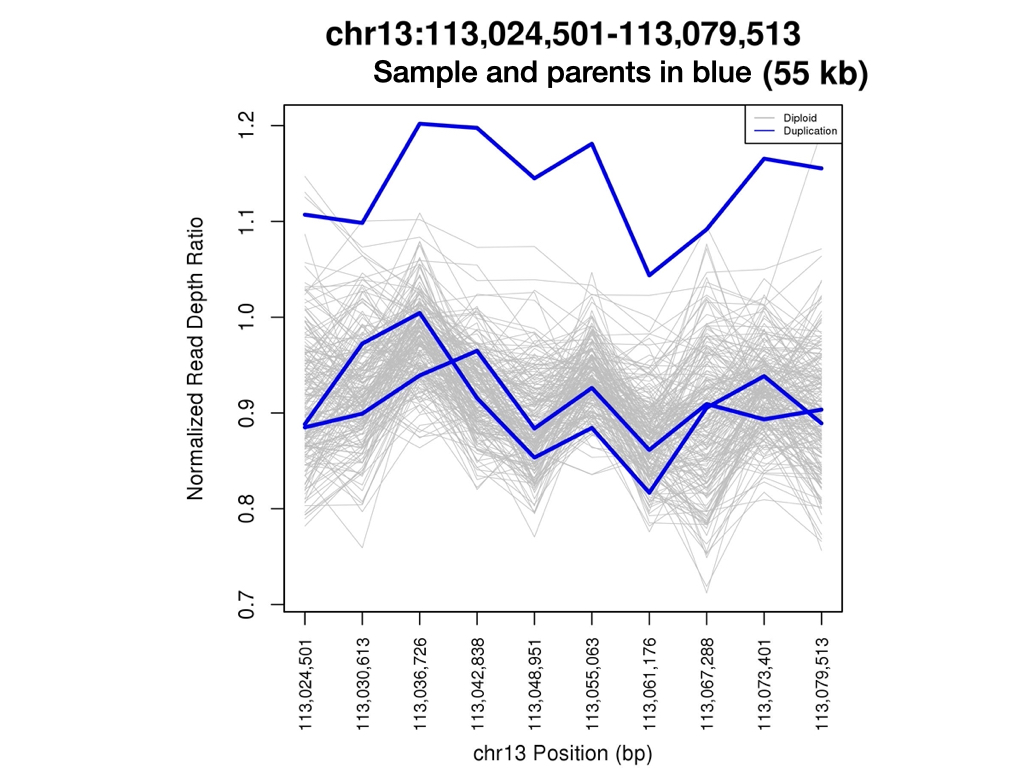 chr13:113,024,501-113,079,513
Sample and parents in blue (55 kb)
Diploid
Duplication
1.2
1.1
1.0
0.9
0.8
0.7
Normalized Read Depth Ratio
113,024,501
113,030,613
113,036,726
113,042,838
113,048,951
113,055,063
113,061,176
113,067,288
113,073,401
113,079,513
chr13 Position (bp)